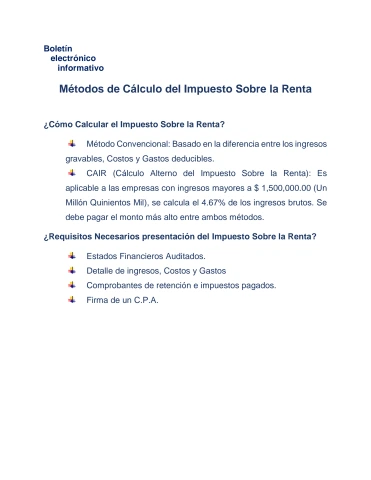 Boletín
electrónico
informativo
Métodos de Cálculo del Impuesto Sobre la Renta
¿Cómo Calcular el Impuesto Sobre la Renta?
Método Convencional: Basado en la diferencia entre los ingresos
gravables, Costos y Gastos deducibles.
CAIR (Cálculo Alterno del Impuesto Sobre la Renta): Es
aplicable a las empresas con ingresos mayores a $ 1,500,000.00 (Un
Millón Quinientos Mil), se calcula el 4.67% de los ingresos brutos. Se
debe pagar el monto más alto entre ambos métodos.
¿Requisitos Necesarios presentación del Impuesto Sobre la Renta?
Estados Financieros Auditados.
Detalle de ingresos, Costos y Gastos
Comprobantes de retención e impuestos pagados.
Firma de un C.P.A.